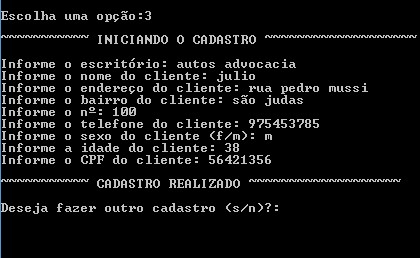 Escolha uma opção:3
~~~~~~~~~~~~ INICIANDO O CADASTRO ~~~~~~~~~~~~~~~~~~~~~
Informe o escritório: autos advocacia
Informe o nome do cliente: julio
Informe o endereço do cliente: rua pedro mussi
Informe o bairro do cliente: são judas
Informe o nº: 100
Informe o telefone do cliente: 975453785
Informe o sexo do cliente (f/m): m
Informe a idade do cliente: 38
Informe o CPF do cliente: 56421356
~~~~~~~~~~~~ CADASTRO REALIZADO ~~~~~~~~~~~~~~~~~~~~~
Deseja fazer outro cadastro (s/n)?: